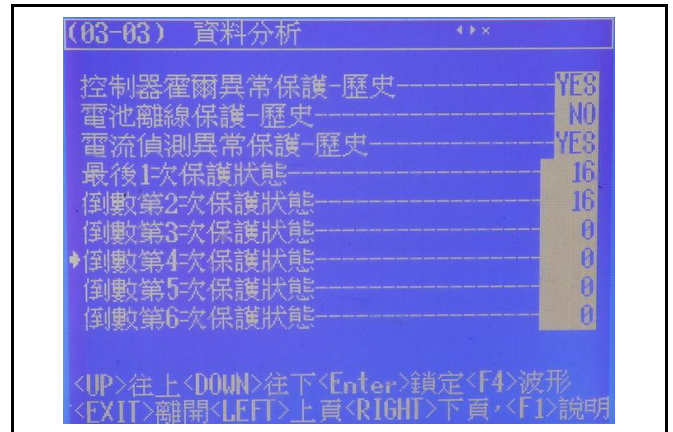 (03-03) 資料分析
控制器霍爾異常保護-歷史 YES
電池離線保護-歷史 NO
電流偵測異常保護-歷史 YES
最後1次保護狀態 16
倒數第2次保護狀態 16
倒數第3次保護狀態 0
倒數第4次保護狀態 0
倒數第5次保護狀態 0
倒數第6次保護狀態 0
<UP>往上<DOWN>往下<Enter>鎖定<F4>波形
<EXIT>離開<LEFT>上頁<RIGHT>下頁,<F1>說明